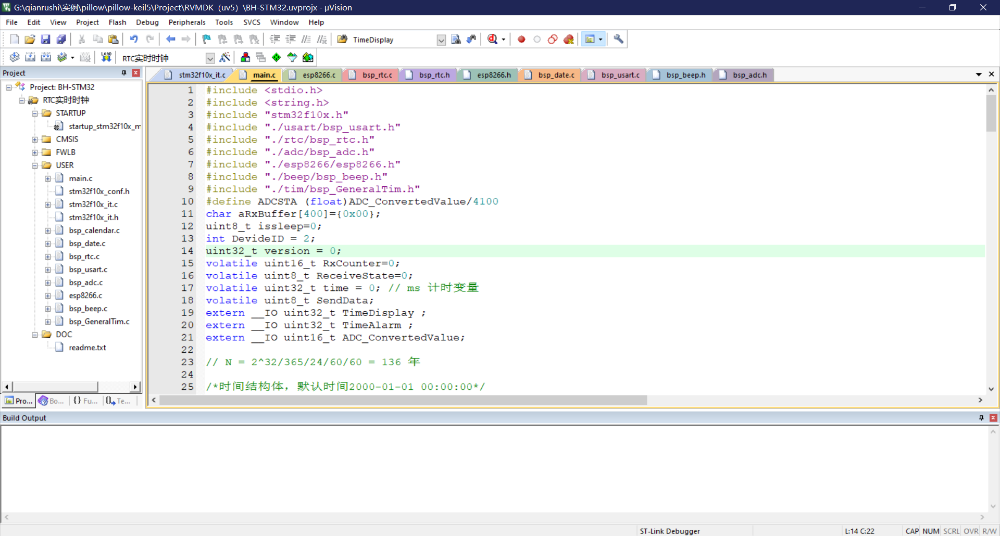 G:\qianrushi\实例\pillow\pillow-keil5\Project\RVMDK（uv5）\BH-STM32.uvprojx - µVision
File Edit View Project Flash Debug Peripherals Tools SVCS Window Help
TimeDisplay
LOAD RTC实时时钟
Project
stm32f10x_it.c main.c esp8266.c bsp_rtc.c bsp_rtc.h esp8266.h bsp_date.c bsp_usart.c bsp_beep.h bsp_adc.h
Project: BH-STM32
RTC实时时钟
STARTUP
startup_stm32f10x_m
CMSIS
FWLB
USER
main.c
stm32f10x_conf.h
stm32f10x_it.c
stm32f10x_it.h
bsp_calendar.c
bsp_date.c
bsp_rtc.c
bsp_usart.c
bsp_adc.c
esp8266.c
bsp_beep.c
bsp_GeneralTim.c
DOC
readme.txt
Pro... Bo... {} Fu... Te...
1 #include <stdio.h>
2 #include <string.h>
3 #include "stm32f10x.h"
4 #include "./usart/bsp_usart.h"
5 #include "./rtc/bsp_rtc.h"
6 #include "./adc/bsp_adc.h"
7 #include "./esp8266/esp8266.h"
8 #include "./beep/bsp_beep.h"
9 #include "./tim/bsp_GeneralTim.h"
10 #define ADCSTA (float)ADC_ConvertedValue/4100
11 char aRxBuffer[400]={0x00};
12 uint8_t issleep=0;
13 int DevideID = 2;
14 uint32_t version = 0;
15 volatile uint16_t RxCounter=0;
16 volatile uint8_t ReceiveState=0;
17 volatile uint32_t time = 0; // ms 计时变量
18 volatile uint8_t SendData;
19 extern __IO uint32_t TimeDisplay ;
20 extern __IO uint32_t TimeAlarm ;
21 extern __IO uint16_t ADC_ConvertedValue;
22
23 // N = 2^32/365/24/60/60 = 136 年
24
25 /*时间结构体，默认时间2000-01-01 00:00:00*/
Build Output
ST-Link Debugger L:14 C:22 CAP NUM SCRL OVR R/W